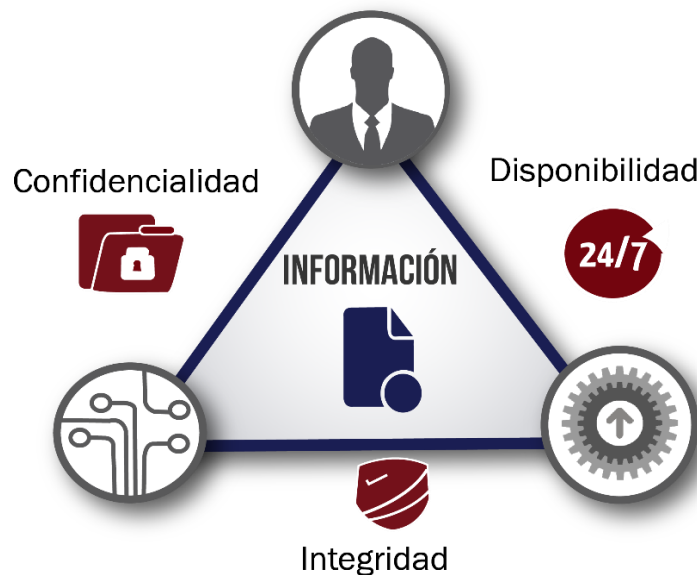 Confidencialidad
Disponibilidad
24/7
INFORMACIÓN
Integridad